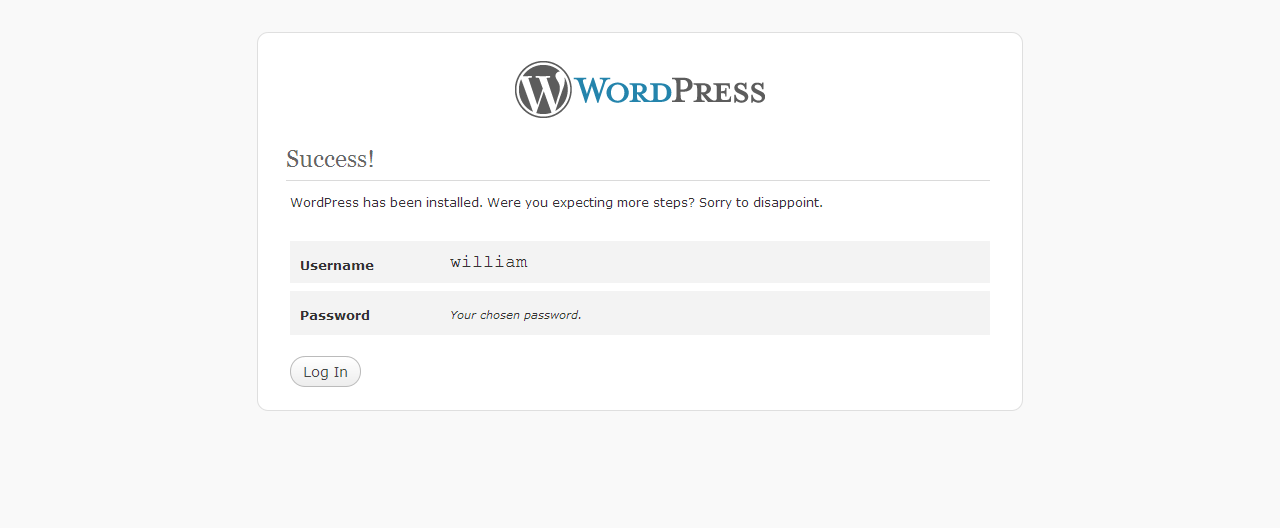 WORDPRESS
Success!
WordPress has been installed. Were you expecting more steps? Sorry to disappoint.
Username william
Password Your chosen password.
Log In